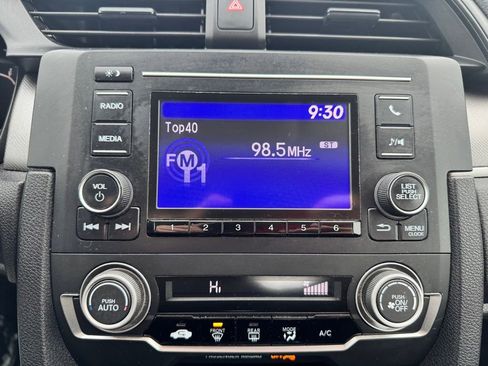 9:30
Top40
98.5MHz
ST
FM
1
RADIO
MEDIA
VOL
LIST
PUSH
SELECT
MENU
CLOCK
1 2 3 4 5 6
Hi
PUSH
AUTO
PUSH
ON/
OFF
FRONT
REAR
MODE
A/C